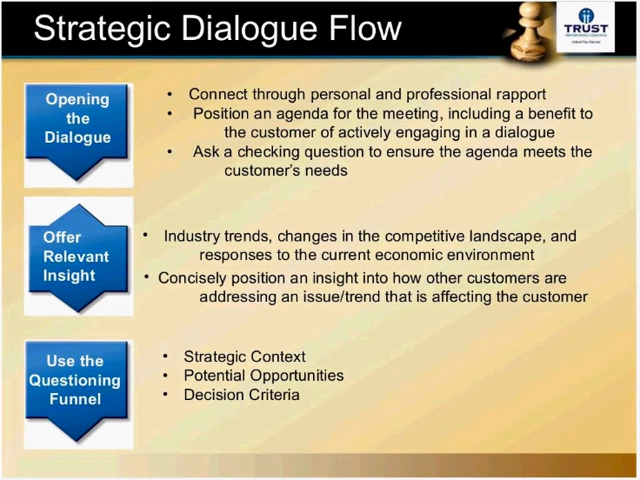 Strategic Dialogue Flow
TRUST
Opening
the
Dialogue
• Connect through personal and professional rapport
• Position an agenda for the meeting, including a benefit to
the customer of actively engaging in a dialogue
• Ask a checking question to ensure the agenda meets the
customer's needs
Offer
Relevant
Insight
• Industry trends, changes in the competitive landscape, and
responses to the current economic environment
• Concisely position an insight into how other customers are
addressing an issue/trend that is affecting the customer
Use the
Questioning
Funnel
• Strategic Context
• Potential Opportunities
• Decision Criteria